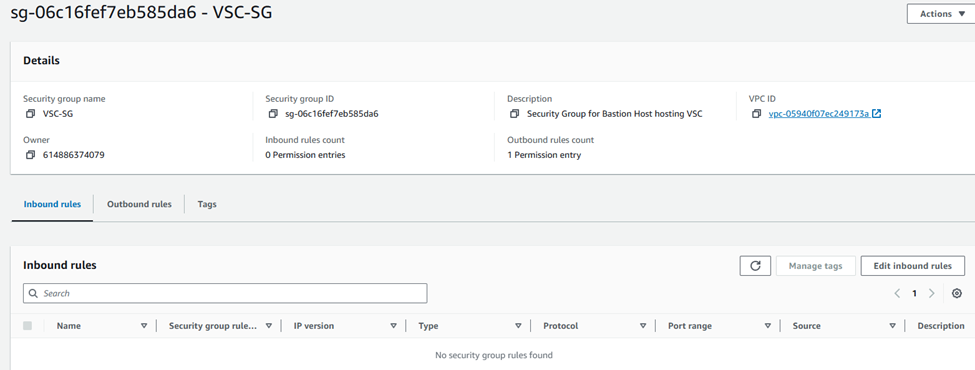 sg-06c16fef7eb585da6 - VSC-SG
Actions
Details
Security group name
VSC-SG
Security group ID
sg-06c16fef7eb585da6
Description
Security Group for Bastion Host hosting VSC
VPC ID
vpc-05940f07ec249173a
Owner
614886374079
Inbound rules count
0 Permission entries
Outbound rules count
1 Permission entry
Inbound rules
Outbound rules
Tags
Inbound rules
Manage tags
Edit inbound rules
Search
1
Name
Security group rule...
IP version
Type
Protocol
Port range
Source
Description
No security group rules found